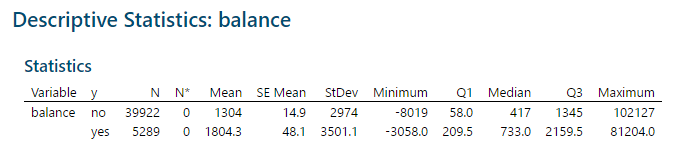 Descriptive Statistics: balance
Statistics
Variable y N N* Mean SE Mean StDev Minimum Q1 Median Q3 Maximum
balance no 39922 0 1304 14.9 2974 -8019 58.0 417 1345 102127
yes 5289 0 1804.3 48.1 3501.1 -3058.0 209.5 733.0 2159.5 81204.0